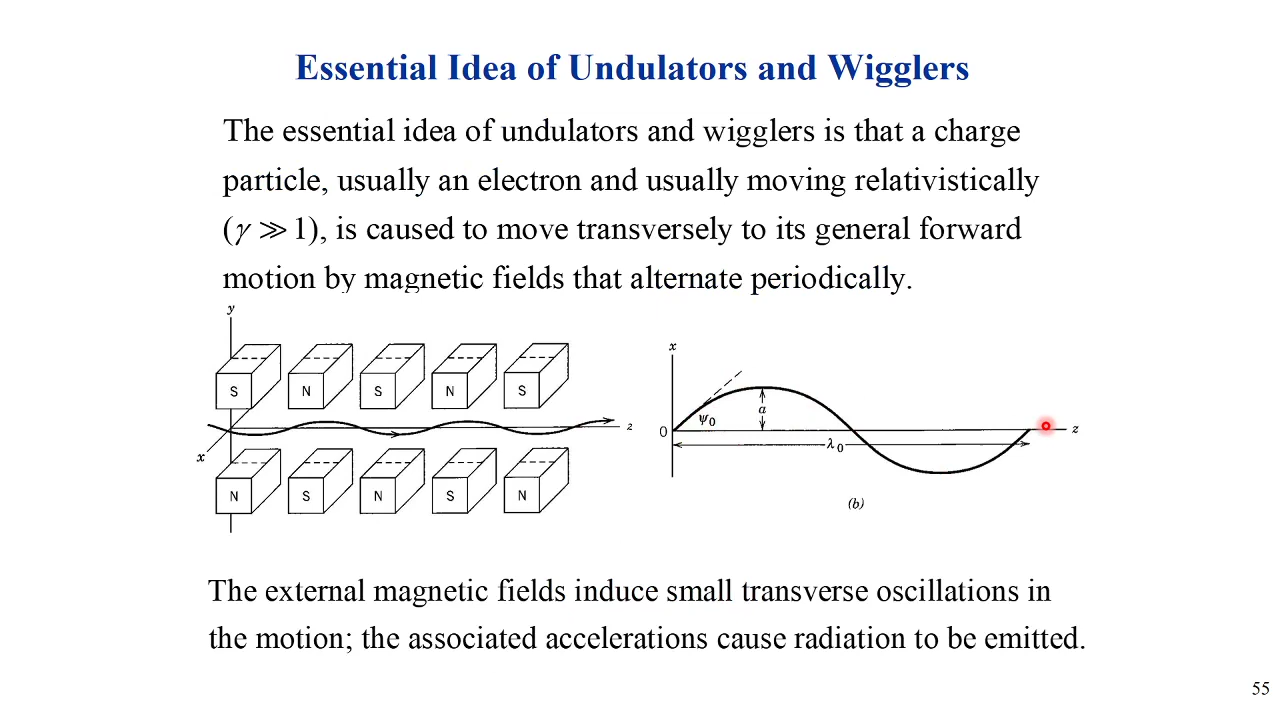 Essential Idea of Undulators and Wigglers
The essential idea of undulators and wigglers is that a charge
particle, usually an electron and usually moving relativistically
(γ ≫ 1), is caused to move transversely to its general forward
motion by magnetic fields that alternate periodically.
y
S N S N S
z
x
N S N S N
x
ψ0
a
0
z
λ0
(b)
The external magnetic fields induce small transverse oscillations in
the motion; the associated accelerations cause radiation to be emitted.
55